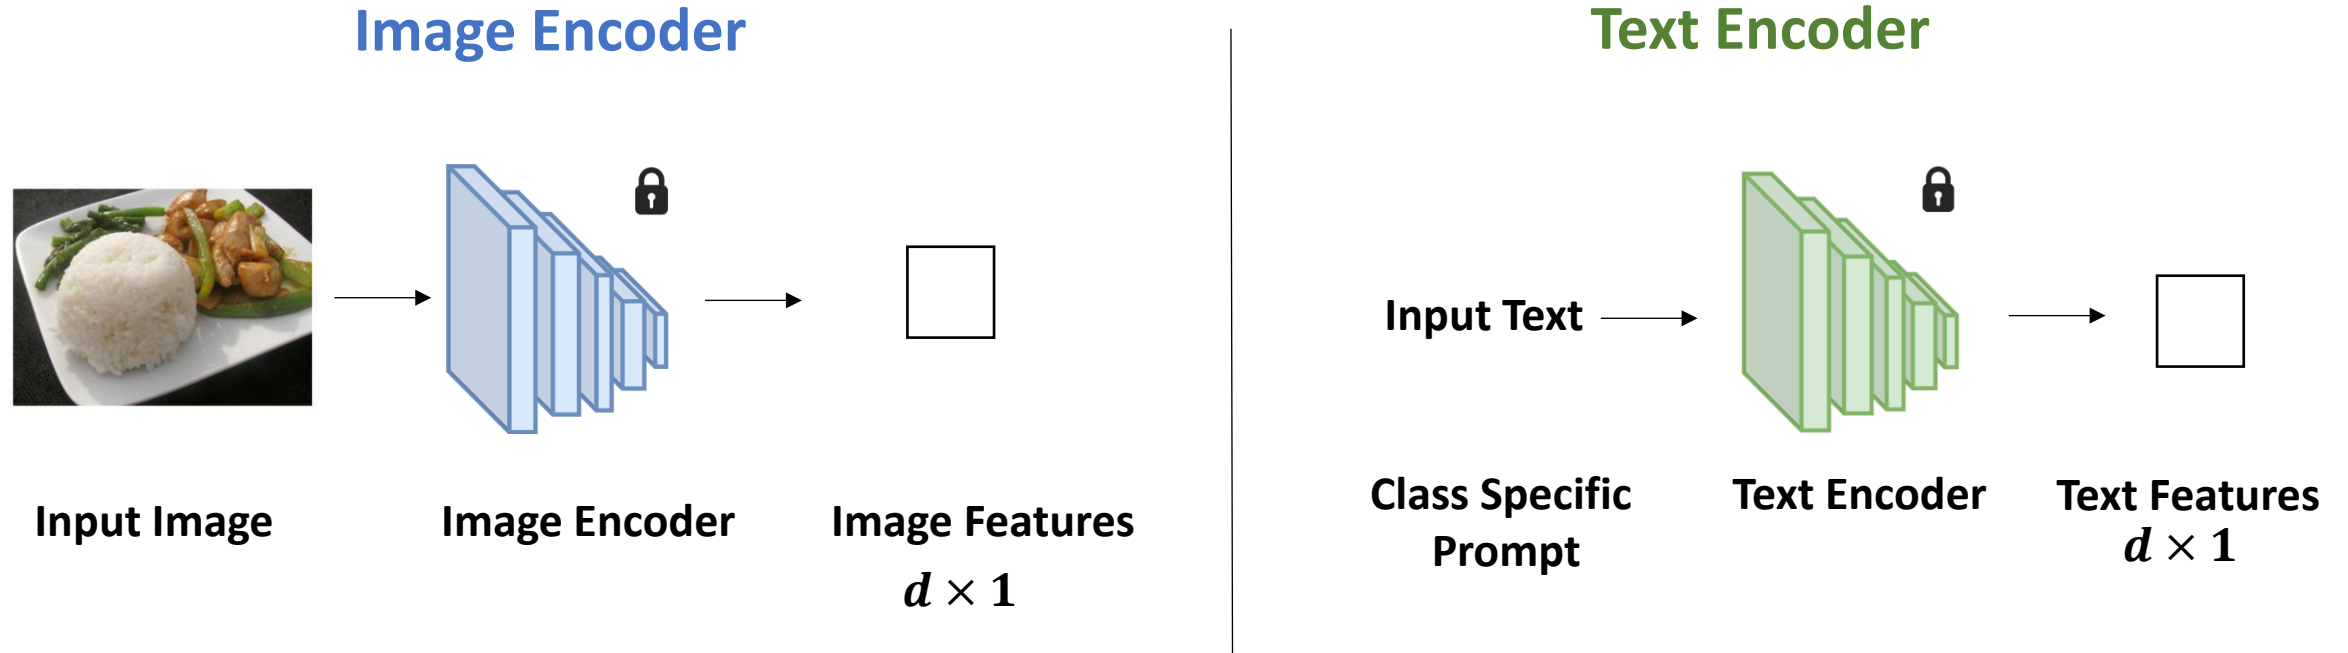 Image Encoder
Input Image
Image Encoder
Image Features
d × 1
Text Encoder
Input Text
Class Specific
Prompt
Text Encoder
Text Features
d × 1